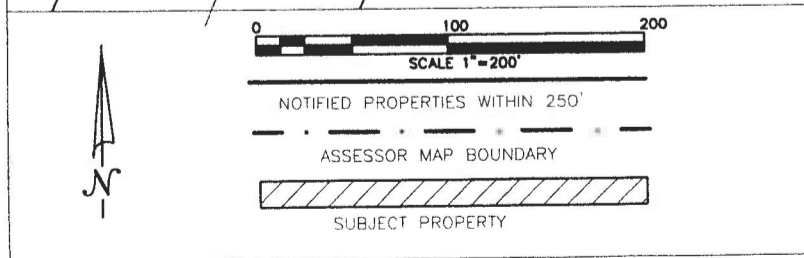 0 100 200
SCALE 1"=200'
NOTIFIED PROPERTIES WITHIN 250'
ASSESSOR MAP BOUNDARY
N
SUBJECT PROPERTY